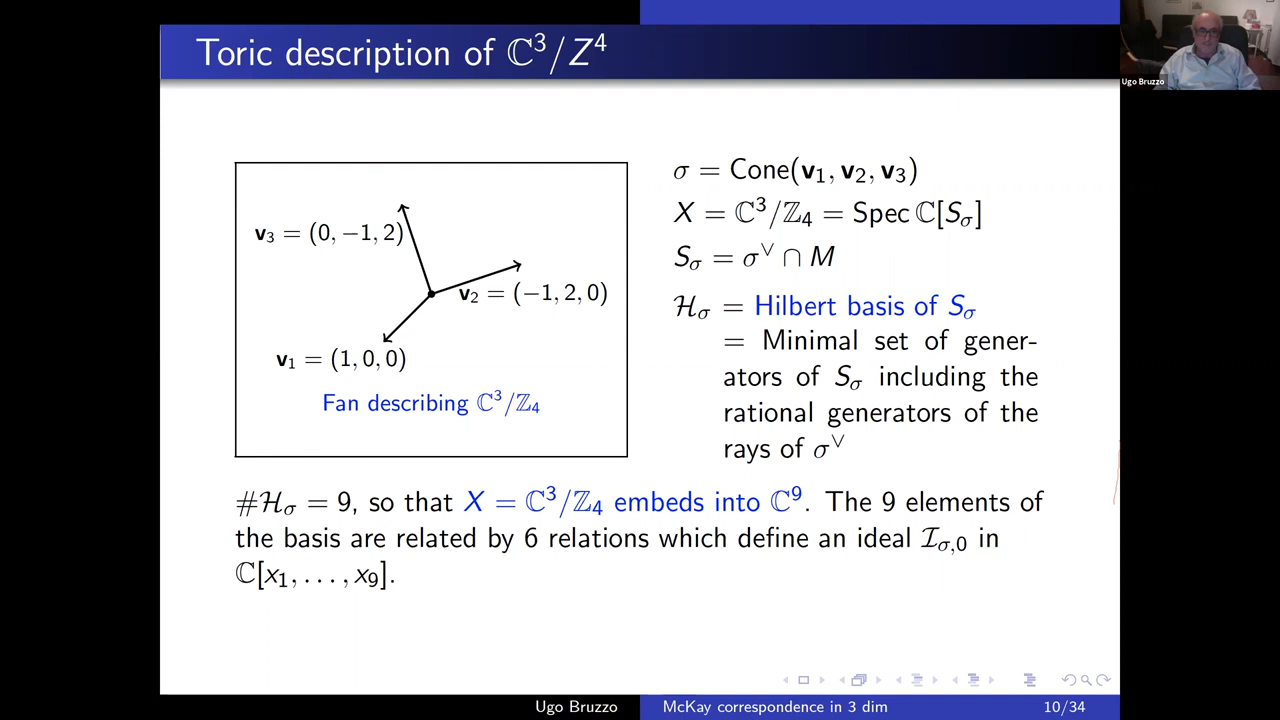 Toric description of ℂ³/Z⁴
Ugo Bruzzo
v₃ = (0, −1, 2)
v₂ = (−1, 2, 0)
v₁ = (1, 0, 0)
Fan describing ℂ³/ℤ₄
σ = Cone(v₁, v₂, v₃)
X = ℂ³/ℤ₄ = Spec ℂ[S_σ]
S_σ = σ^∨ ∩ M
ℋ_σ = Hilbert basis of S_σ
= Minimal set of gener-
ators of S_σ including the
rational generators of the
rays of σ^∨
#ℋ_σ = 9, so that X = ℂ³/ℤ₄ embeds into ℂ⁹. The 9 elements of
the basis are related by 6 relations which define an ideal ℐ_σ,0 in
ℂ[x₁, . . . , x₉].
Ugo Bruzzo
McKay correspondence in 3 dim
10/34